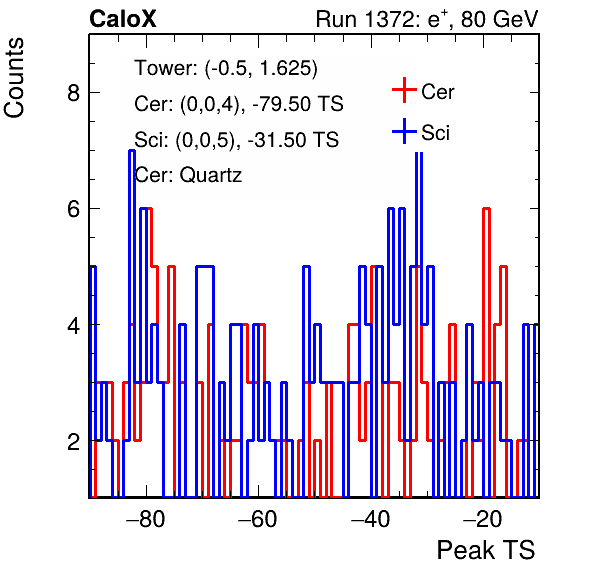 CaloX
Run 1372: e+, 80 GeV
Counts
Tower: (-0.5, 1.625)
Cer: (0,0,4), -79.50 TS
Sci: (0,0,5), -31.50 TS
Cer: Quartz
Cer
Sci
8
6
4
2
−80
−60
−40
−20
Peak TS